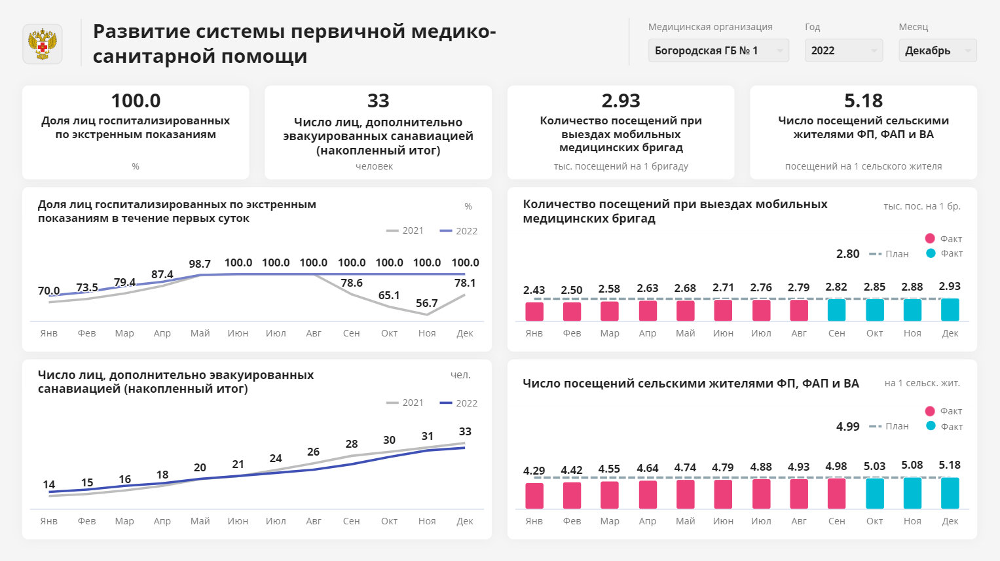 Развитие системы первичной медико-
санитарной помощи
Медицинская организация
Богородская ГБ № 1
Год
2022
Месяц
Декабрь
100.0
Доля лиц госпитализированных
по экстренным показаниям
%
33
Число лиц, дополнительно
эвакуированных санавиацией
(накопленный итог)
человек
2.93
Количество посещений при
выездах мобильных
медицинских бригад
тыс. посещений на 1 бригаду
5.18
Число посещений сельскими
жителями ФП, ФАП и ВА
посещений на 1 сельского жителя
Доля лиц госпитализированных по экстренным
показаниям в течение первых суток
%
2021 2022
70.0 73.5 79.4 87.4 98.7 100.0 100.0 100.0 100.0 100.0 100.0 100.0
78.6 65.1 56.7 78.1
Янв Фев Мар Апр Май Июн Июл Авг Сен Окт Ноя Дек
Количество посещений при выездах мобильных
медицинских бригад
тыс. пос. на 1 бр.
Факт
2.80 План Факт
2.43 2.50 2.58 2.63 2.68 2.71 2.76 2.79 2.82 2.85 2.88 2.93
Янв Фев Мар Апр Май Июн Июл Авг Сен Окт Ноя Дек
Число лиц, дополнительно эвакуированных
санавиацией (накопленный итог)
чел.
2021 2022
14 15 16 18 20 21 24 26 28 30 31 33
Янв Фев Мар Апр Май Июн Июл Авг Сен Окт Ноя Дек
Число посещений сельскими жителями ФП, ФАП и ВА
на 1 сельск. жит.
Факт
4.99 План Факт
4.29 4.42 4.55 4.64 4.74 4.79 4.88 4.93 4.98 5.03 5.08 5.18
Янв Фев Мар Апр Май Июн Июл Авг Сен Окт Ноя Дек